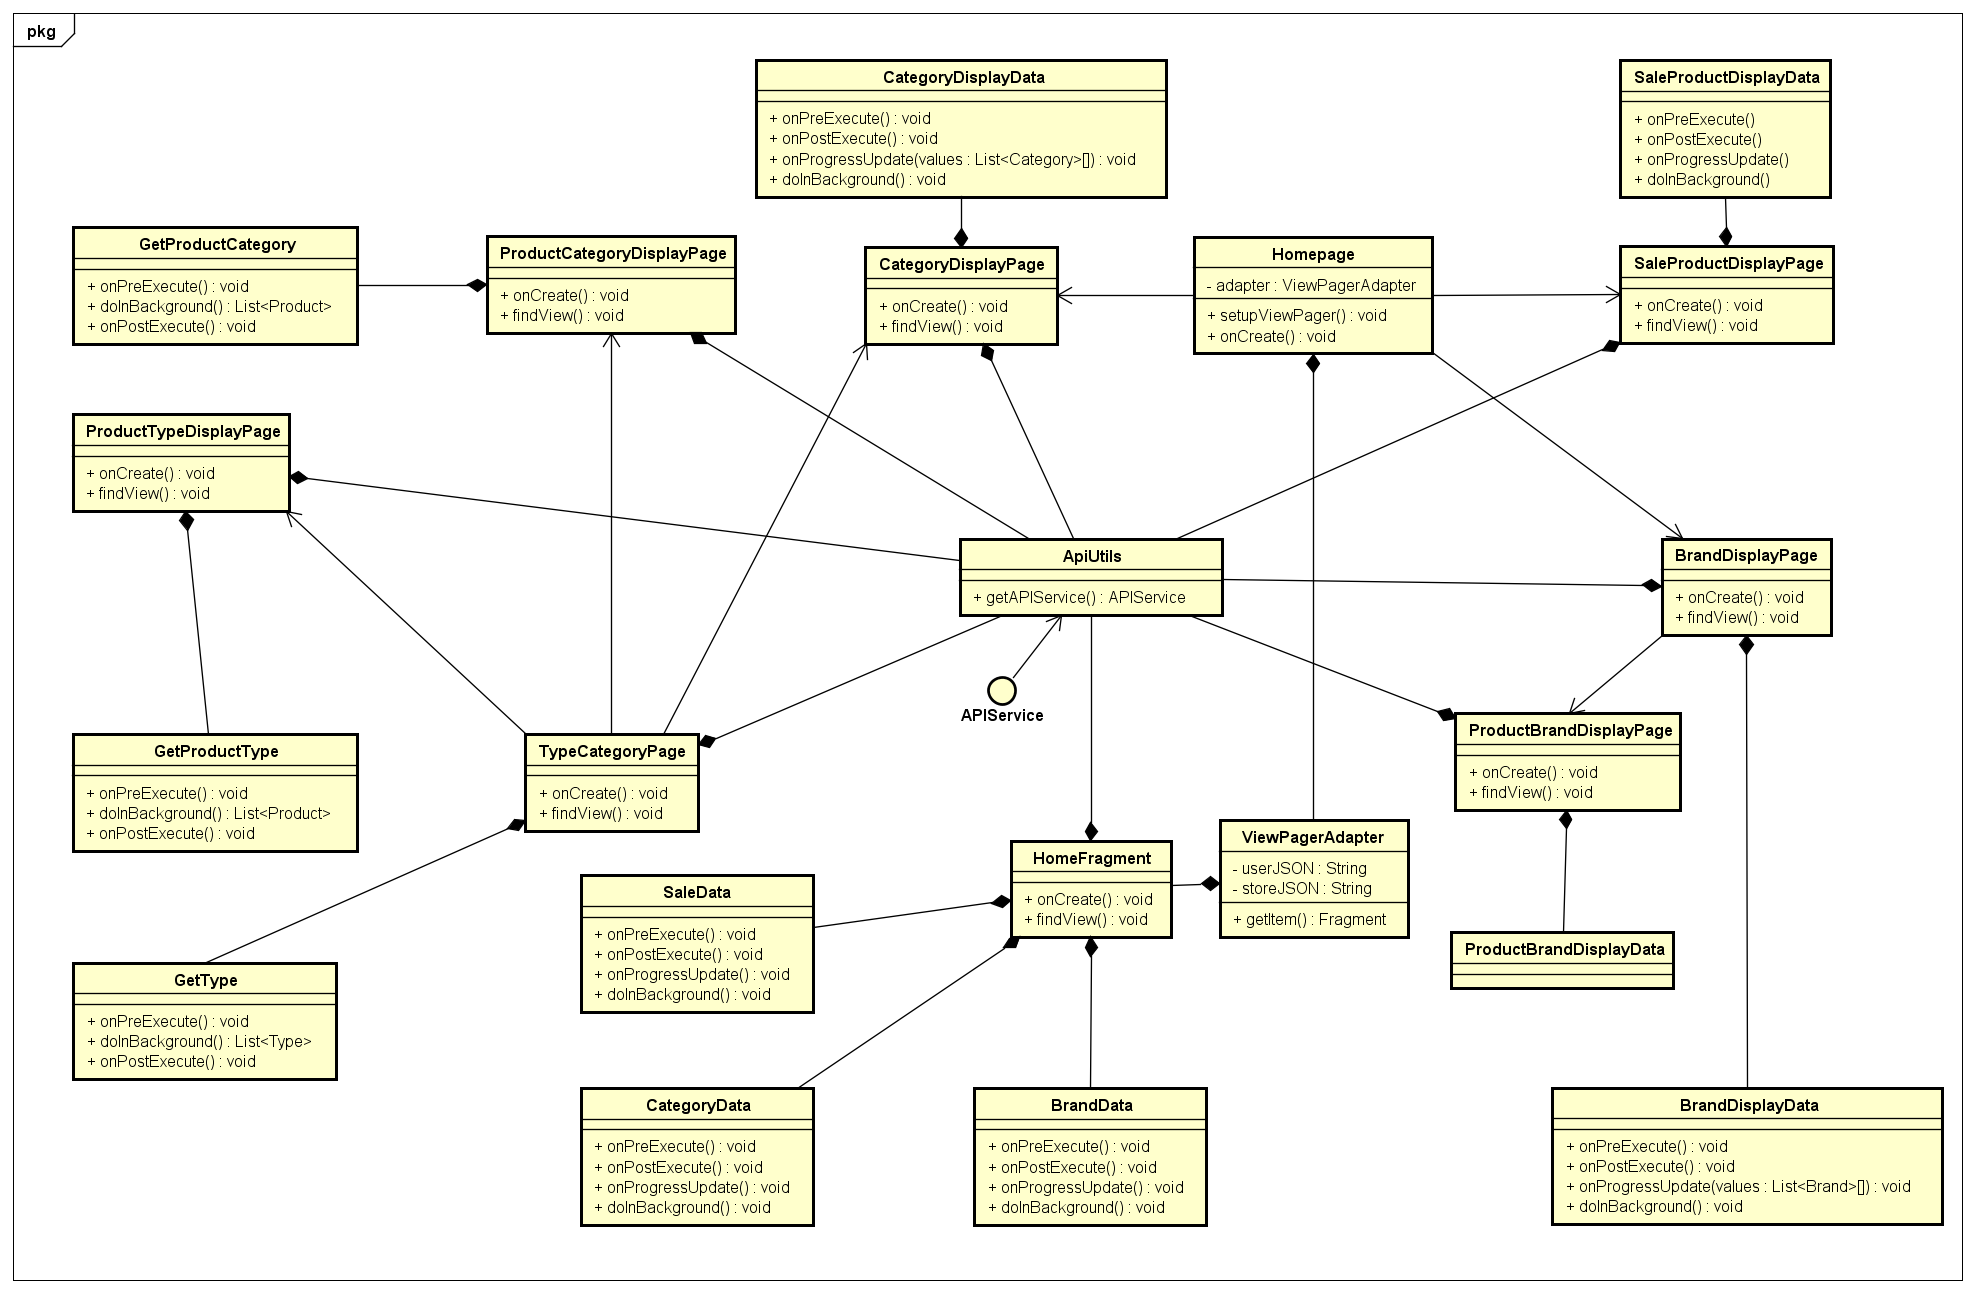 pkg
CategoryDisplayData
+ onPreExecute() : void
+ onPostExecute() : void
+ onProgressUpdate(values : List<Category>[]) : void
+ doInBackground() : void
SaleProductDisplayData
+ onPreExecute()
+ onPostExecute()
+ onProgressUpdate()
+ doInBackground()
GetProductCategory
+ onPreExecute() : void
+ doInBackground() : List<Product>
+ onPostExecute() : void
ProductCategoryDisplayPage
+ onCreate() : void
+ findView() : void
CategoryDisplayPage
+ onCreate() : void
+ findView() : void
Homepage
- adapter : ViewPagerAdapter
+ setupViewPager() : void
+ onCreate() : void
SaleProductDisplayPage
+ onCreate() : void
+ findView() : void
ProductTypeDisplayPage
+ onCreate() : void
+ findView() : void
ApiUtils
+ getAPIService() : APIService
BrandDisplayPage
+ onCreate() : void
+ findView() : void
APIService
GetProductType
+ onPreExecute() : void
+ doInBackground() : List<Product>
+ onPostExecute() : void
TypeCategoryPage
+ onCreate() : void
+ findView() : void
ProductBrandDisplayPage
+ onCreate() : void
+ findView() : void
HomeFragment
+ onCreate() : void
+ findView() : void
ViewPagerAdapter
- userJSON : String
- storeJSON : String
+ getItem() : Fragment
SaleData
+ onPreExecute() : void
+ onPostExecute() : void
+ onProgressUpdate() : void
+ doInBackground() : void
ProductBrandDisplayData
GetType
+ onPreExecute() : void
+ doInBackground() : List<Type>
+ onPostExecute() : void
CategoryData
+ onPreExecute() : void
+ onPostExecute() : void
+ onProgressUpdate() : void
+ doInBackground() : void
BrandData
+ onPreExecute() : void
+ onPostExecute() : void
+ onProgressUpdate() : void
+ doInBackground() : void
BrandDisplayData
+ onPreExecute() : void
+ onPostExecute() : void
+ onProgressUpdate(values : List<Brand>[]) : void
+ doInBackground() : void